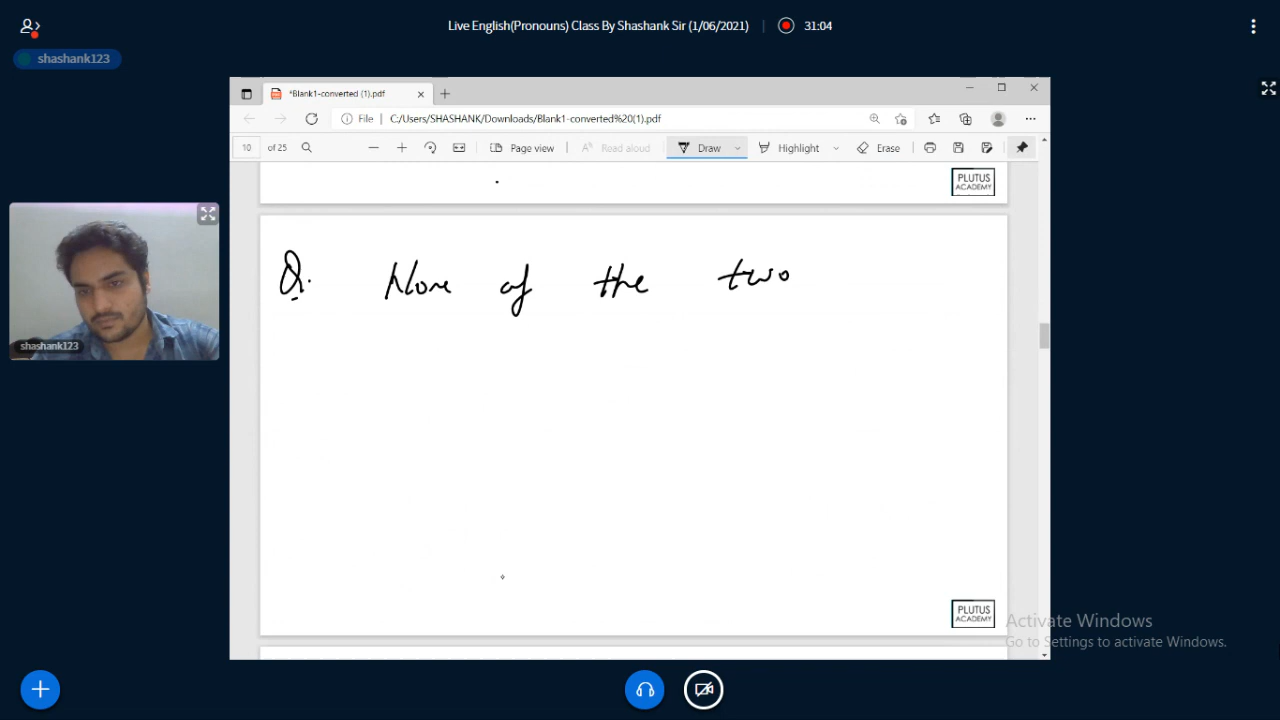 Live English(Pronouns) Class By Shashank Sir (1/06/2021) 31:04
shashank123
*Blank1-converted (1).pdf
File C:/Users/SHASHANK/Downloads/Blank1-converted%20(1).pdf
10 of 25 Page view Read aloud Draw Highlight Erase
PLUTUS
ACADEMY
Q. None of the two
shashank123
PLUTUS
ACADEMY
Activate Windows
Go to Settings to activate Windows.